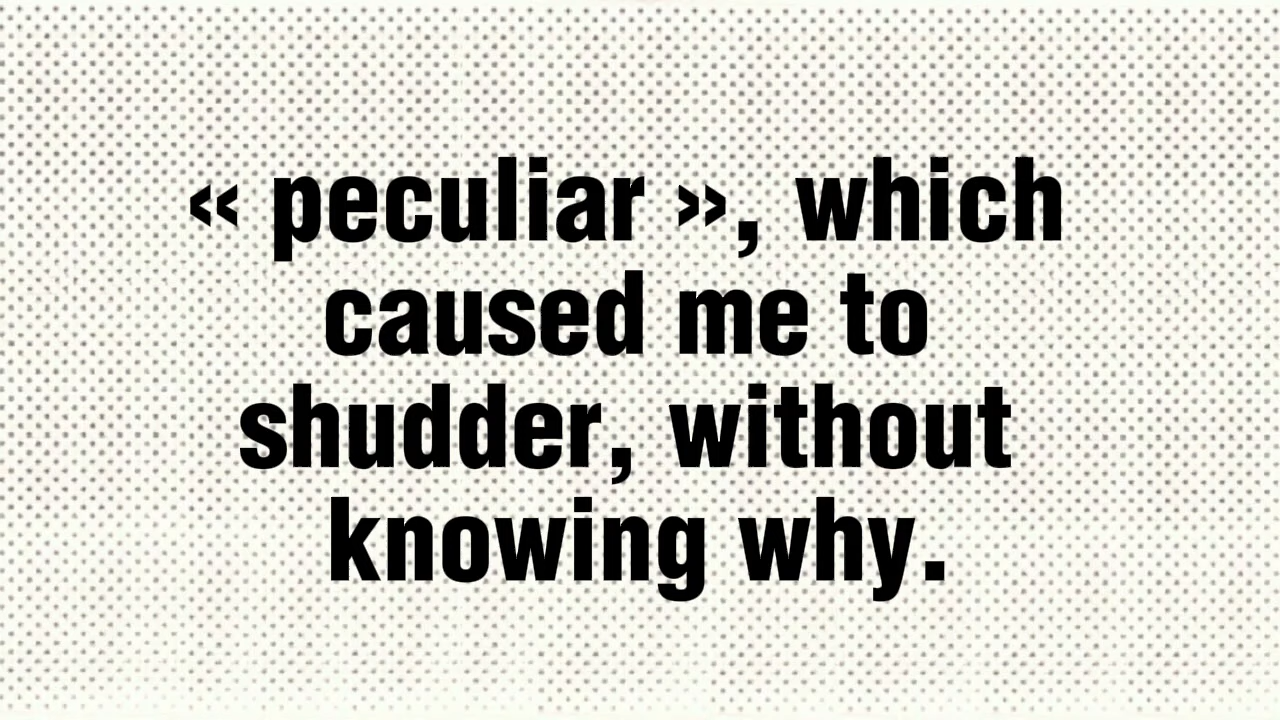 « peculiar », which
caused me to
shudder, without
knowing why.